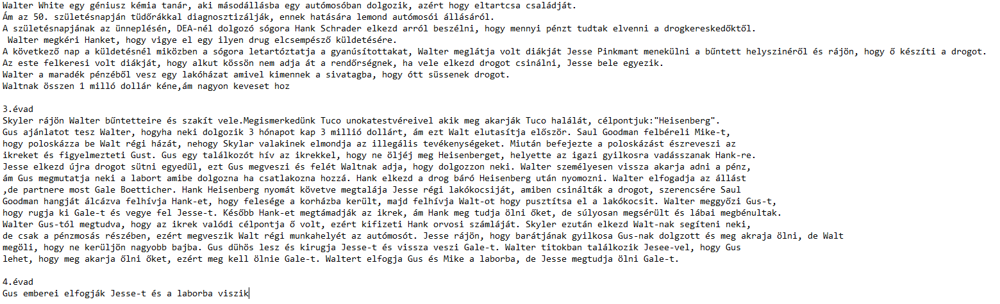 Walter White egy géniusz kémia tanár, aki másodállásba egy autómosóban dolgozik, azért hogy eltartcsa családját.
Ám az 50. születésnapján tüdőrákkal diagnosztizálják, ennek hatására lemond autómosói állásáról.
A születésnapjának az ünneplésén, DEA-nél dolgozó sógora Hank Schrader elkezd arról beszélni, hogy mennyi pénzt tudtak elvenni a drogkereskedőktől.
Walter megkéri Hanket, hogy vigye el egy ilyen drug elcsempésző küldetésére.
A következő nap a küldetésnél miközben a sógora letartóztatja a gyanúsítottakat, Walter meglátja volt diákját Jesse Pinkmant menekülni a bűntett helyszinéről és rájön, hogy ő készíti a drogot.
Az este felkeresi volt diákját, hogy alkut kössön nem adja át a rendőrségnek, ha vele elkezd drogot csinálni, Jesse bele egyezik.
Walter a maradék pénzéből vesz egy lakóházat amivel kimennek a sivatagba, hogy ótt süssenek drogot.
Waltnak összen 1 milló dollár kéne,ám nagyon keveset hoz
3.évad
Skyler rájön Walter bűntetteire és szakít vele.Megismerkedünk Tuco unokatestvéreivel akik meg akarják Tuco halálát, célpontjuk:"Heisenberg".
Gus ajánlatot tesz Walter, hogyha neki dolgozik 3 hónapot kap 3 millió dollárt, ám ezt Walt elutasítja először. Saul Goodman felbéreli Mike-t,
hogy poloskázza be Walt régi házát, nehogy Skylar valakinek elmondja az illegális tevékenységeket. Miután befejezte a poloskázást észreveszi az
ikreket és figyelmezteti Gust. Gus egy találkozót hív az ikrekkel, hogy ne öljéj meg Heisenberget, helyette az igazi gyilkosra vadásszanak Hank-re.
Jesse elkezd újra drogot sütni egyedül, ezt Gus megveszi és felét Waltnak adja, hogy dolgozzon neki. Walter személyesen vissza akarja adni a pénz,
ám Gus megmutatja neki a labort amibe dolgozna ha csatlakozna hozzá. Hank elkezd a drog báró Heisenberg után nyomozni. Walter elfogadja az állást
,de partnere most Gale Boetticher. Hank Heisenberg nyomát követve megtalája Jesse régi lakókocsiját, amiben csinálták a drogot, szerencsére Saul
Goodman hangját álcázva felhívja Hank-et, hogy felesége a korházba került, majd felhívja Walt-ot hogy pusztítsa el a lakókocsit. Walter meggyőzi Gus-t,
hogy rugja ki Gale-t és vegye fel Jesse-t. Később Hank-et megtámadják az ikrek, ám Hank meg tudja ölni őket, de súlyosan megsérült és lábai megbénultak.
Walter Gus-tól megtudva, hogy az ikrek valódi célpontja ő volt, ezért kifizeti Hank orvosi számláját. Skyler ezután elkezd Walt-nak segíteni neki,
de csak a pénzmosás részében, ezért megveszik Walt régi munkahelyét az autómosót. Jesse rájön, hogy barátjának gyilkosa Gus-nak dolgzott és meg akraja ölni, de Walt
megöli, hogy ne kerüljön nagyobb bajba. Gus dühös lesz és kirugja Jesse-t és vissza veszi Gale-t. Walter titokban találkozik Jesee-vel, hogy Gus
lehet, hogy meg akarja őlni őket, ezért meg kell ölnie Gale-t. Waltert elfogja Gus és Mike a laborba, de Jesse megtudja ölni Gale-t.
4.évad
Gus emberei elfogják Jesse-t és a laborba viszik